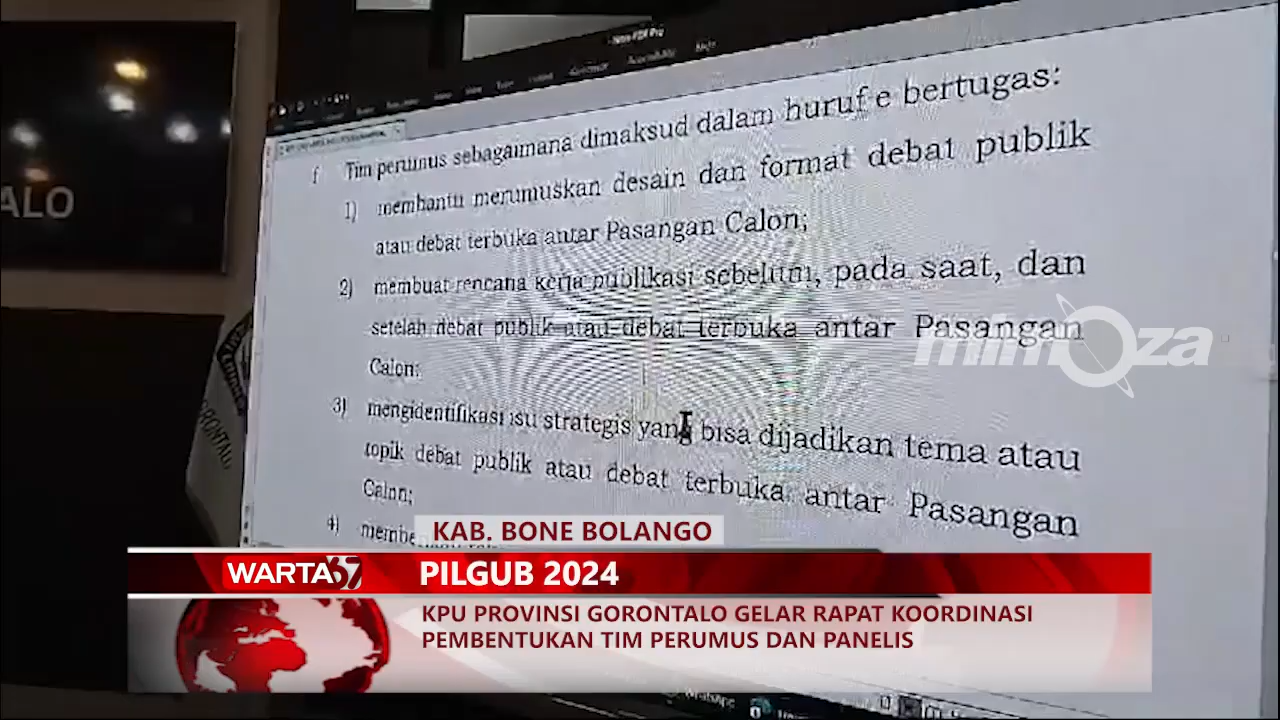 Nitro PDF Pro
ALO
f Tim perumus sebagaimana dimaksud dalam huruf e bertugas:
1) membantu merumuskan desain dan format debat publik
atau debat terbuka antar Pasangan Calon;
2) membuat rencana kerja publikasi sebelum, pada saat, dan
setelah debat publik atau debat terbuka antar Pasangan
Calon;
3) mengidentifikasi isu strategis yang bisa dijadikan tema atau
topik debat publik atau debat terbuka antar Pasangan
Calon;
4)
mimoza
KAB. BONE BOLANGO
WARTA37
PILGUB 2024
KPU PROVINSI GORONTALO GELAR RAPAT KOORDINASI
PEMBENTUKAN TIM PERUMUS DAN PANELIS